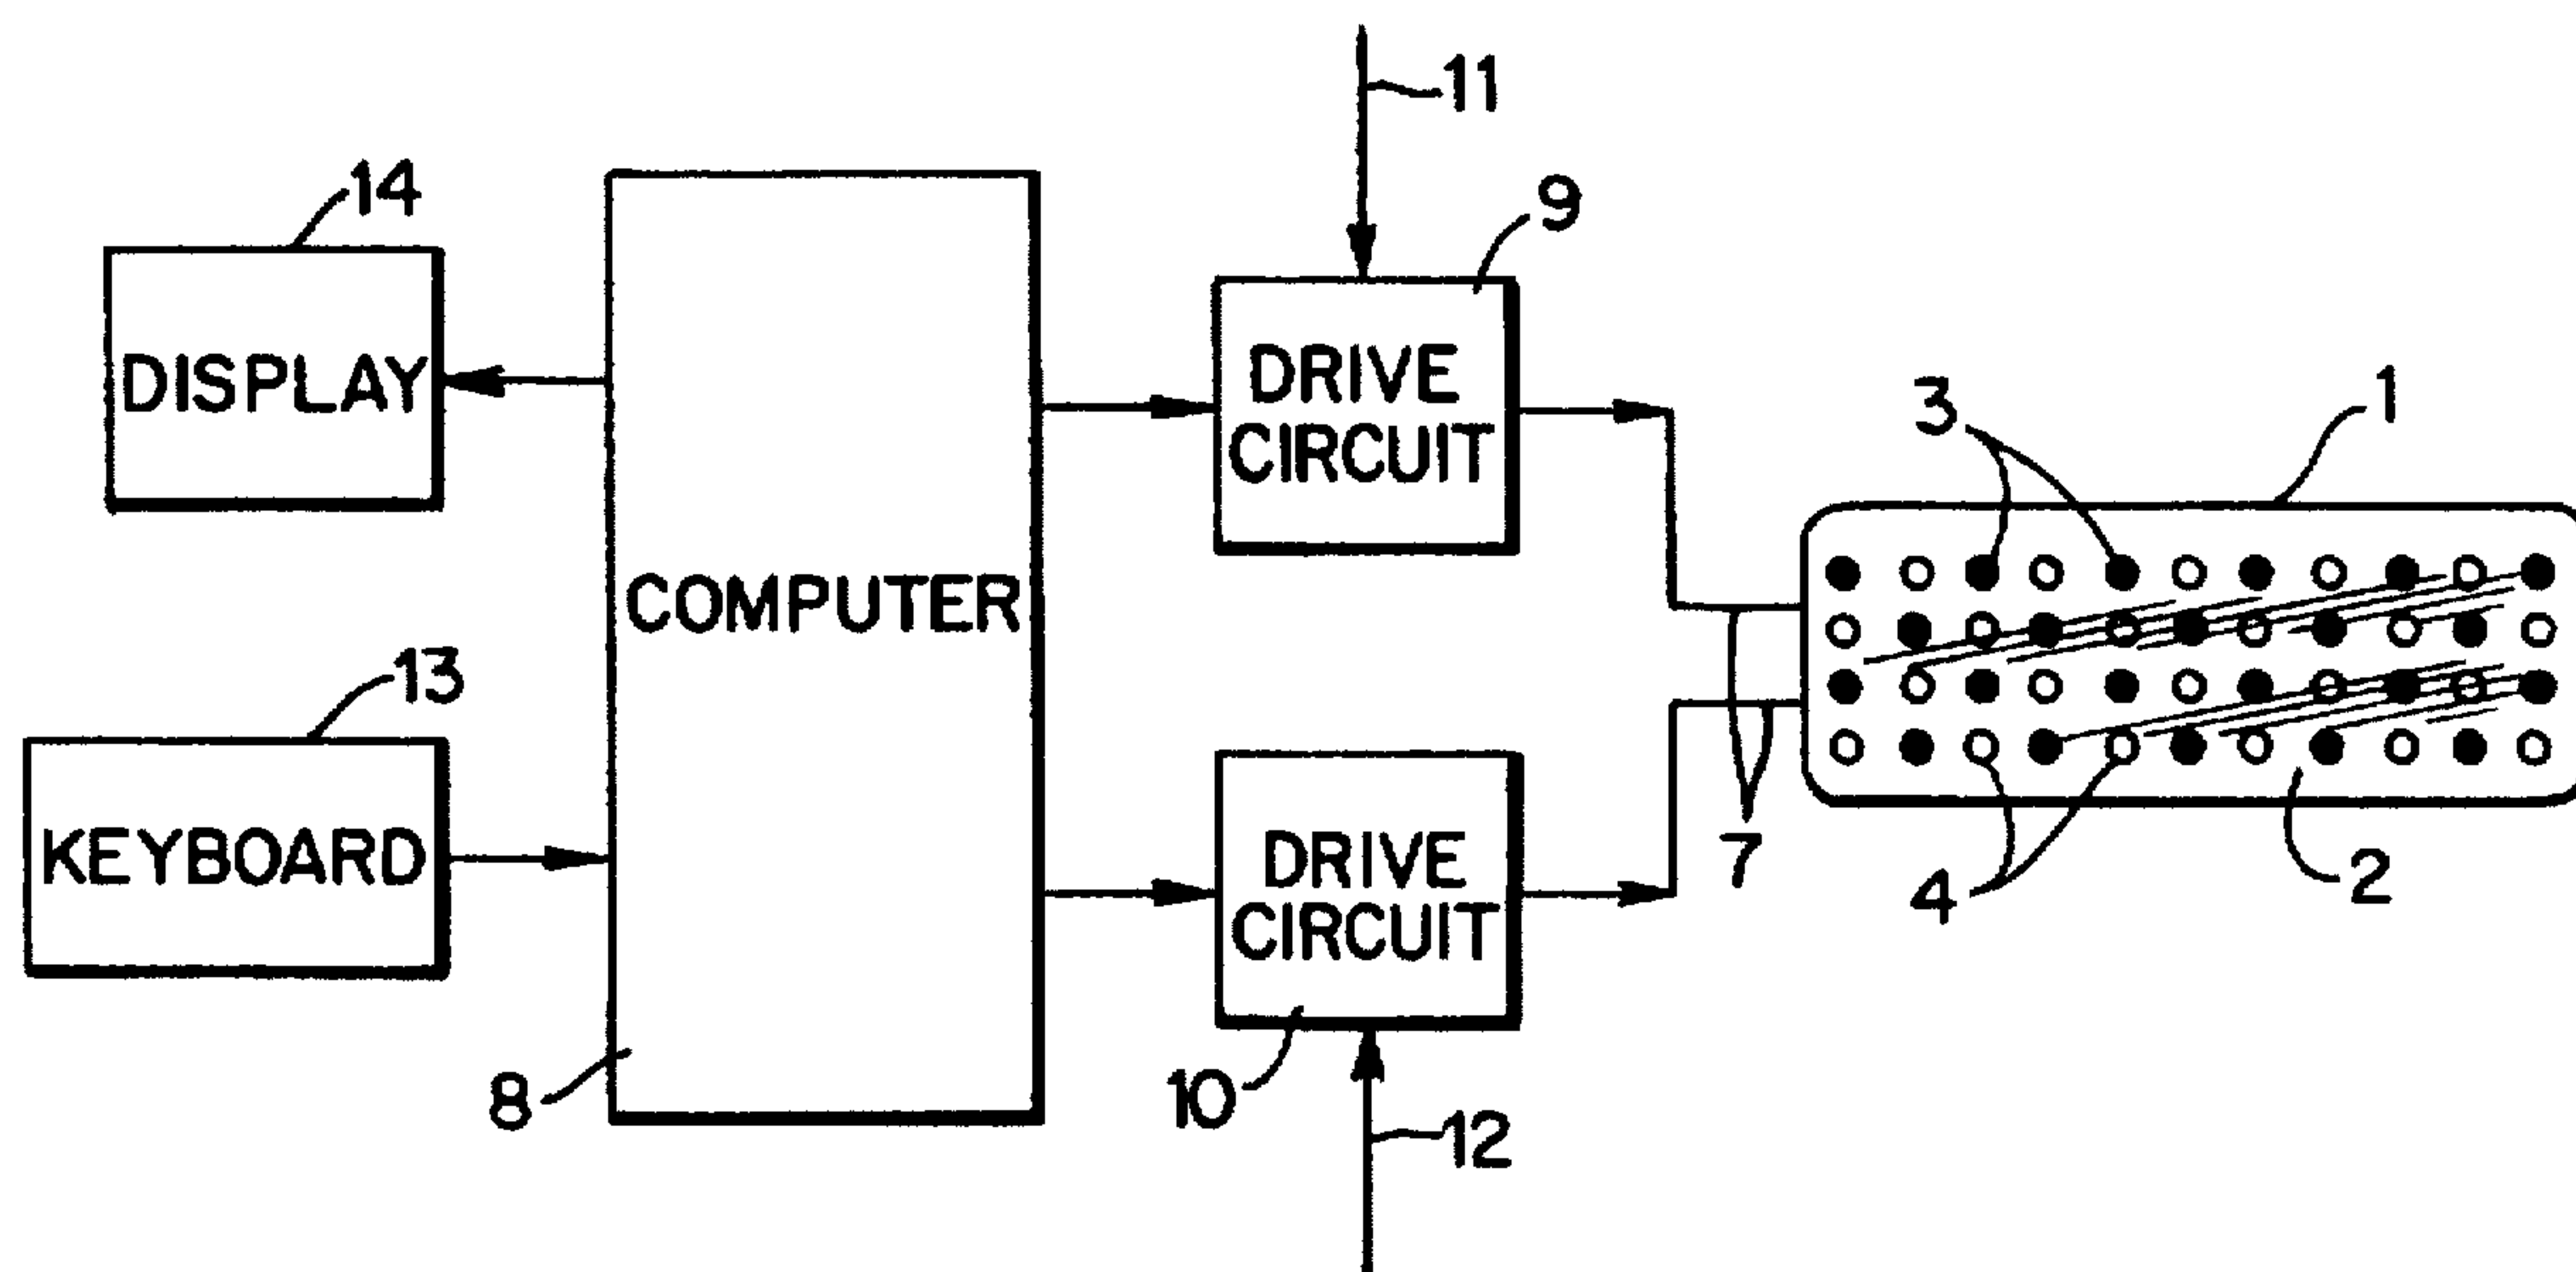 11
14
9
DISPLAY
DRIVE
CIRCUIT
3
1
COMPUTER
13
KEYBOARD
7
4
2
DRIVE
CIRCUIT
8
10
12